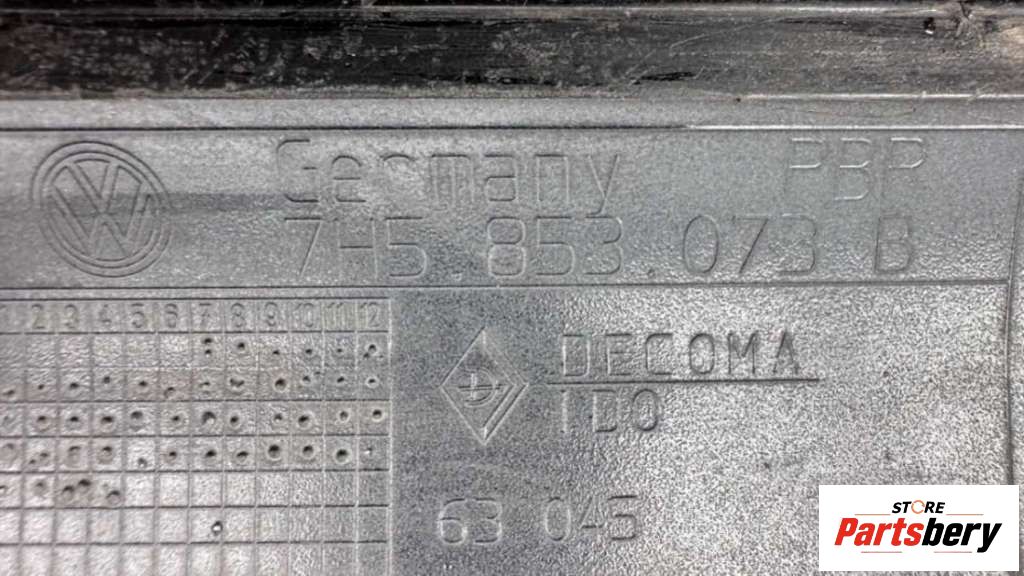 Germany PBP
7H5.853.073 B
1 2 3 4 5 6 7 8 9 10 11 12
DECOMA
IDO
63 045
STORE
Partsbery